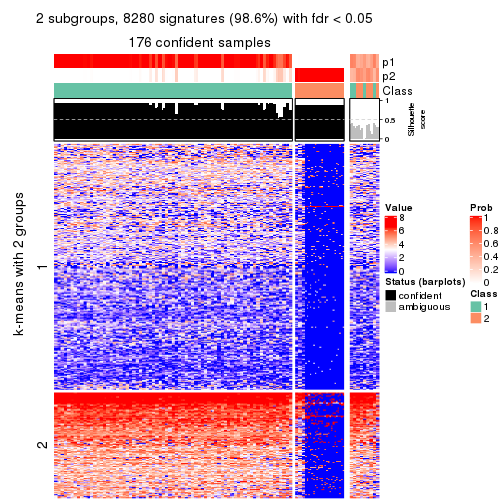 2 subgroups, 8280 signatures (98.6%) with fdr < 0.05
176 confident samples
p1
p2
Class
1
0.5
0
Silhouette
score
k-means with 2 groups
1
2
Value
8
6
4
2
0
Status (barplots)
confident
ambiguous
Prob
1
0.8
0.6
0.4
0.2
0
Class
1
2